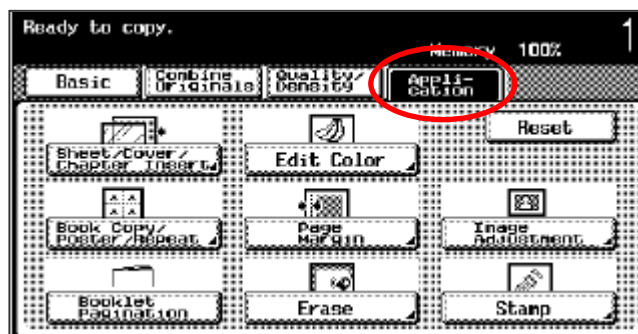 Ready to copy.
1
Memory 100%
Basic
Combine
Originals
Quality/
Density
Appli-
cation
Reset
Sheet/Cover/
Chapter Insert
Edit Color
Book Copy/
Poster/Repeat
Page
Margin
Image
Adjustment
Booklet
Pagination
Erase
Stamp